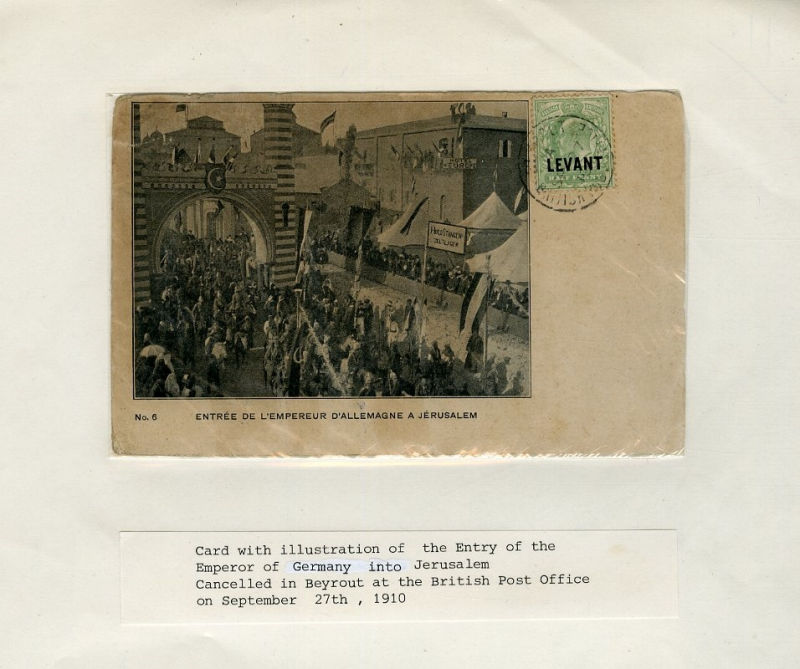 LEVANT
HALFPENNY
No. 6 ENTRÉE DE L'EMPEREUR D'ALLEMAGNE A JÉRUSALEM
Card with illustration of the Entry of the
Emperor of Germany into Jerusalem
Cancelled in Beyrout at the British Post Office
on September 27th , 1910